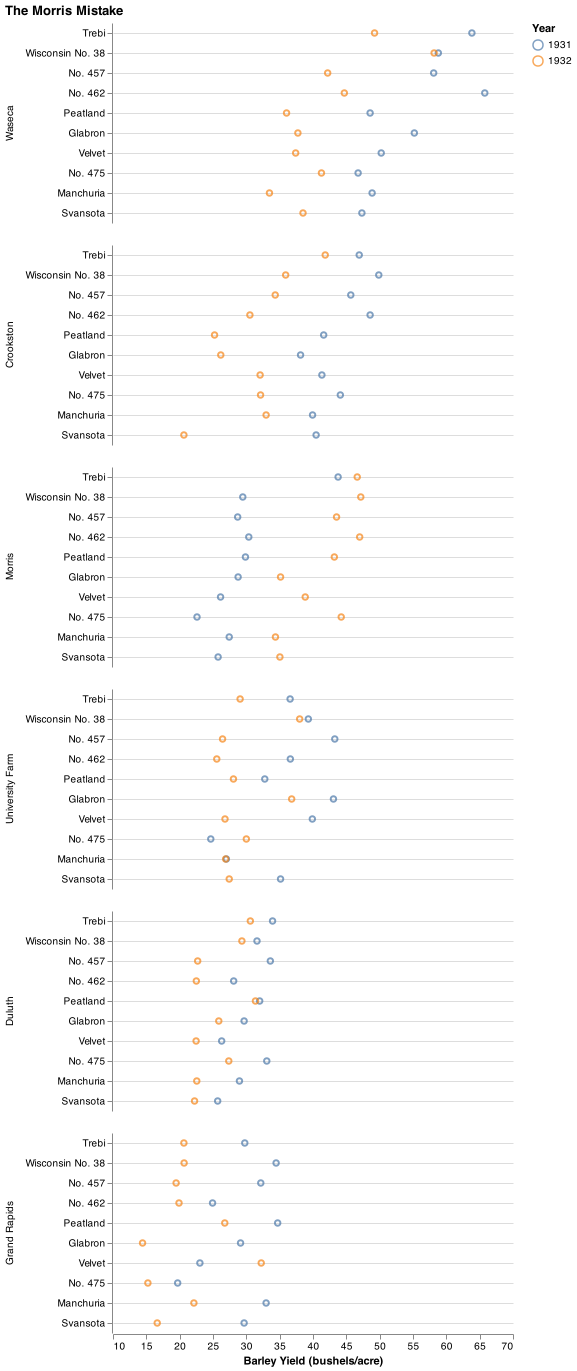 The Morris Mistake
Year
1931
1932
Waseca
Trebi
Wisconsin No. 38
No. 457
No. 462
Peatland
Glabron
Velvet
No. 475
Manchuria
Svansota
Crookston
Trebi
Wisconsin No. 38
No. 457
No. 462
Peatland
Glabron
Velvet
No. 475
Manchuria
Svansota
Morris
Trebi
Wisconsin No. 38
No. 457
No. 462
Peatland
Glabron
Velvet
No. 475
Manchuria
Svansota
University Farm
Trebi
Wisconsin No. 38
No. 457
No. 462
Peatland
Glabron
Velvet
No. 475
Manchuria
Svansota
Duluth
Trebi
Wisconsin No. 38
No. 457
No. 462
Peatland
Glabron
Velvet
No. 475
Manchuria
Svansota
Grand Rapids
Trebi
Wisconsin No. 38
No. 457
No. 462
Peatland
Glabron
Velvet
No. 475
Manchuria
Svansota
10 15 20 25 30 35 40 45 50 55 60 65 70
Barley Yield (bushels/acre)